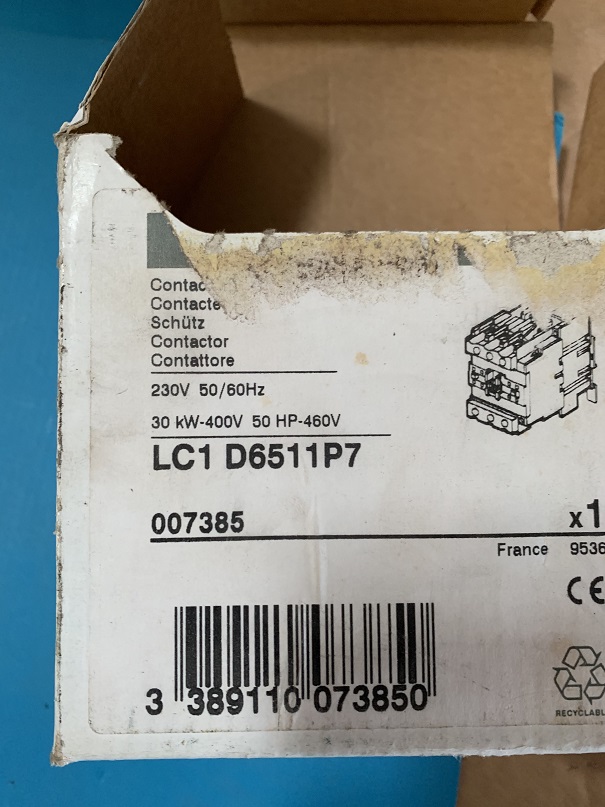 Contac
Contacte
Schütz
Contactor
Contattore
230V 50/60Hz
30 kW-400V 50 HP-460V
LC1 D6511P7
007385 x1
France 9536
CE
3 389110 073850
RECYCLABL